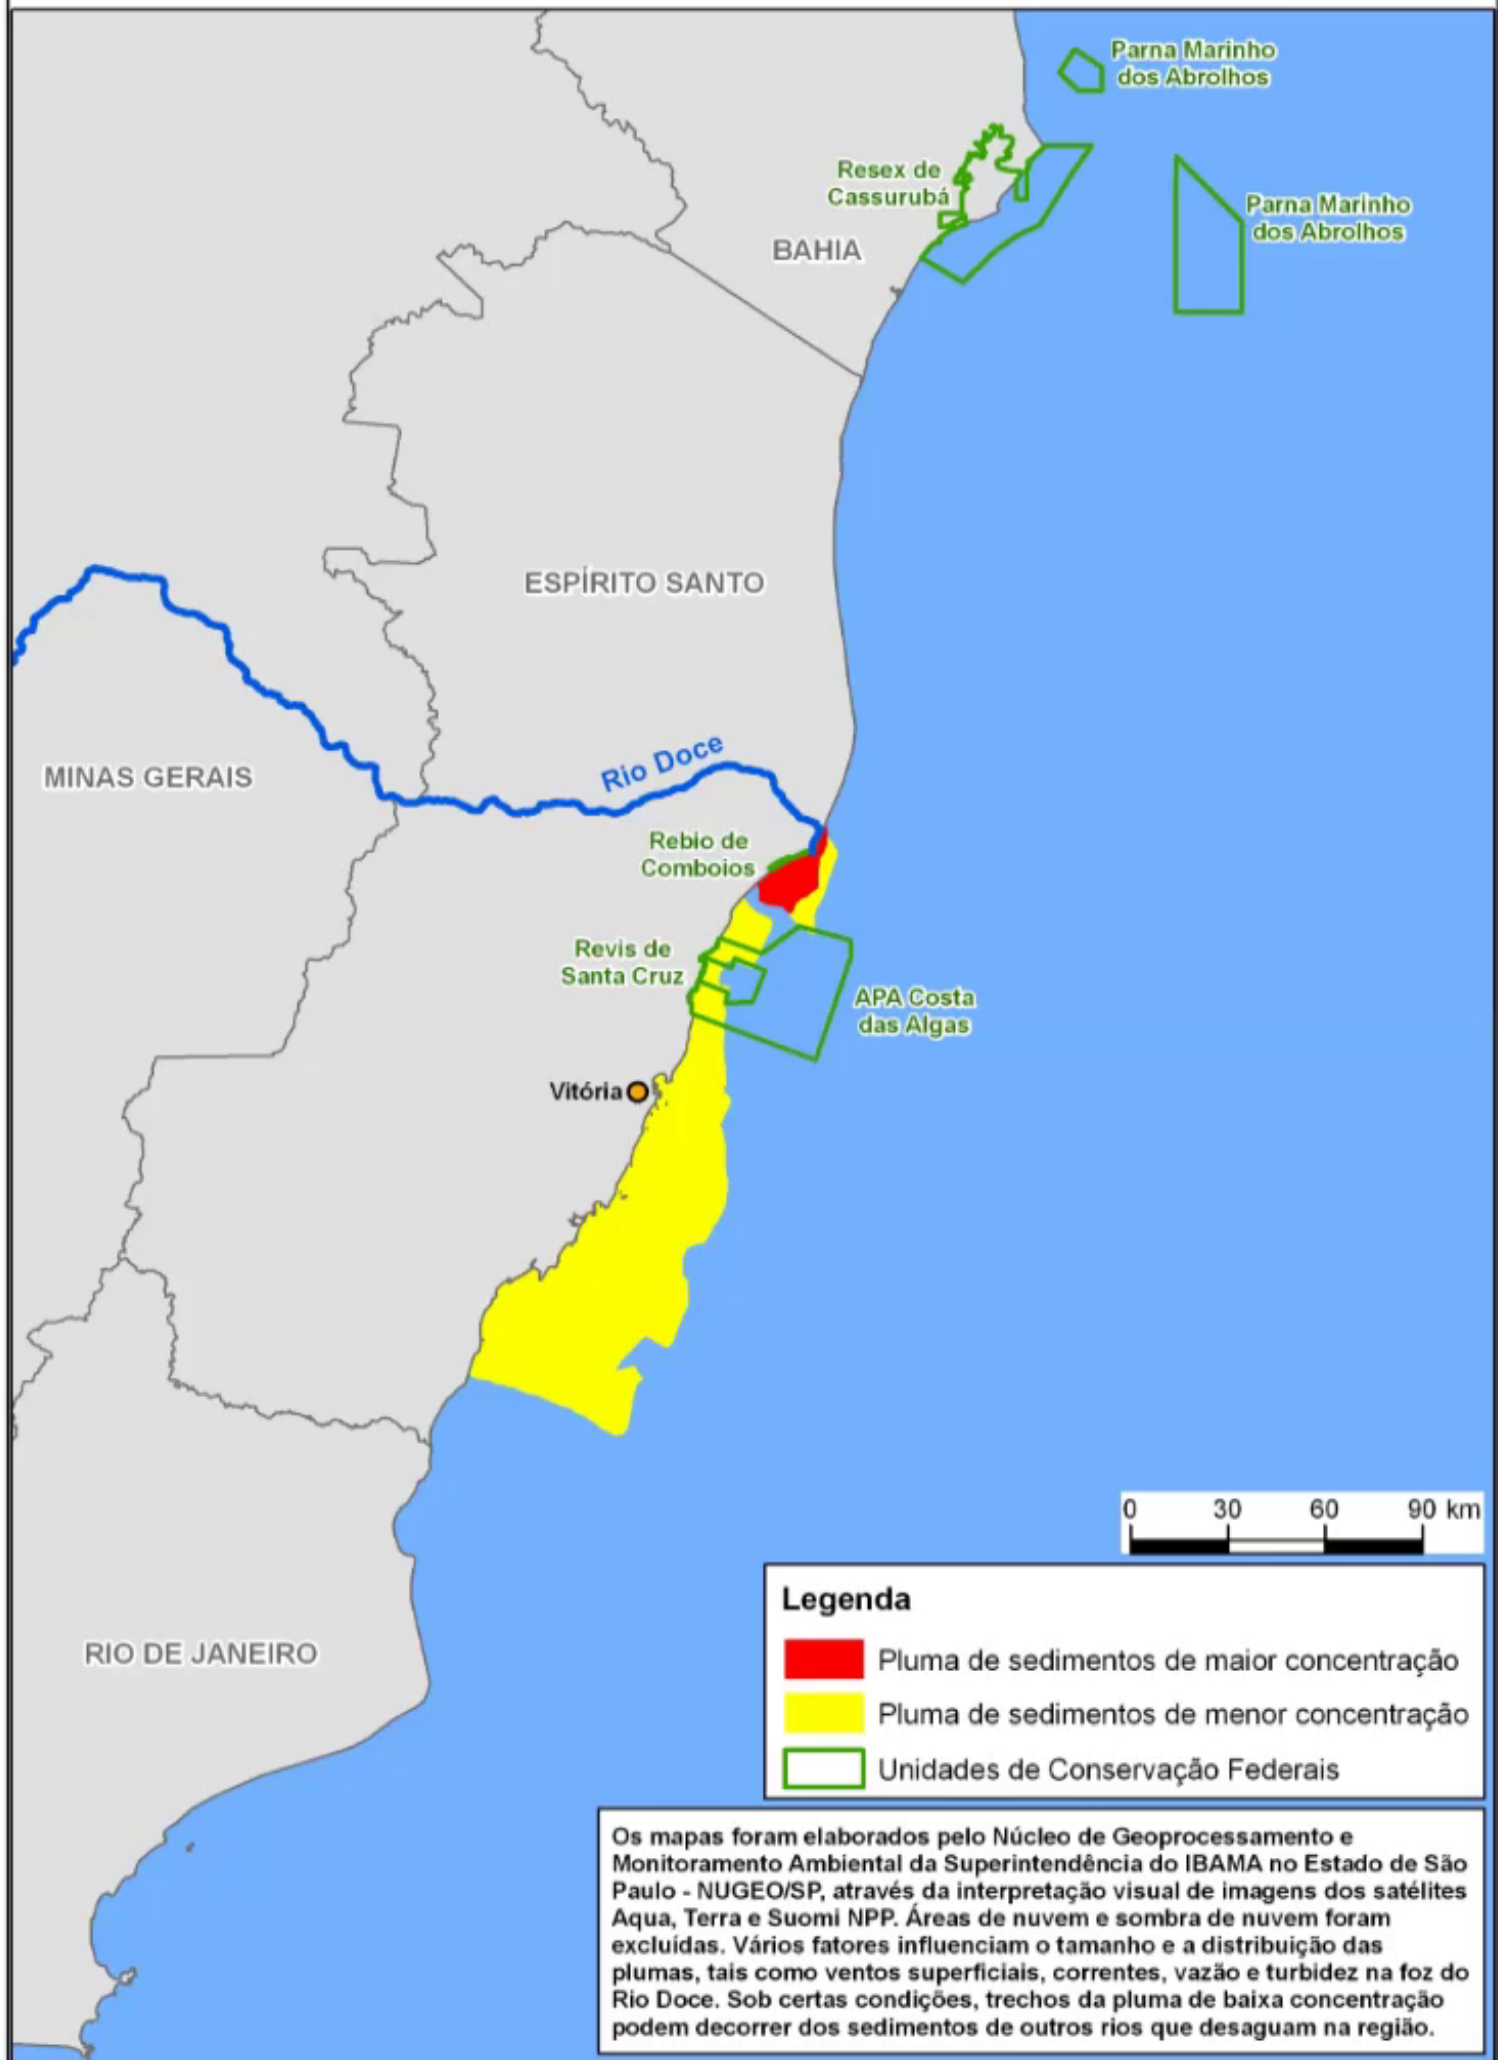 Parna Marinho
dos Abrolhos
Resex de
Cassurubá
Parna Marinho
dos Abrolhos
BAHIA
ESPÍRITO SANTO
Rio Doce
MINAS GERAIS
Rebio de
Comboios
Revis de
Santa Cruz
APA Costa
das Algas
Vitória
0 30 60 90 km
RIO DE JANEIRO
Legenda
Pluma de sedimentos de maior concentração
Pluma de sedimentos de menor concentração
Unidades de Conservação Federais
Os mapas foram elaborados pelo Núcleo de Geoprocessamento e
Monitoramento Ambiental da Superintendência do IBAMA no Estado de São
Paulo - NUGEO/SP, através da interpretação visual de imagens dos satélites
Aqua, Terra e Suomi NPP. Áreas de nuvem e sombra de nuvem foram
excluídas. Vários fatores influenciam o tamanho e a distribuição das
plumas, tais como ventos superficiais, correntes, vazão e turbidez na foz do
Rio Doce. Sob certas condições, trechos da pluma de baixa concentração
podem decorrer dos sedimentos de outros rios que desaguam na região.